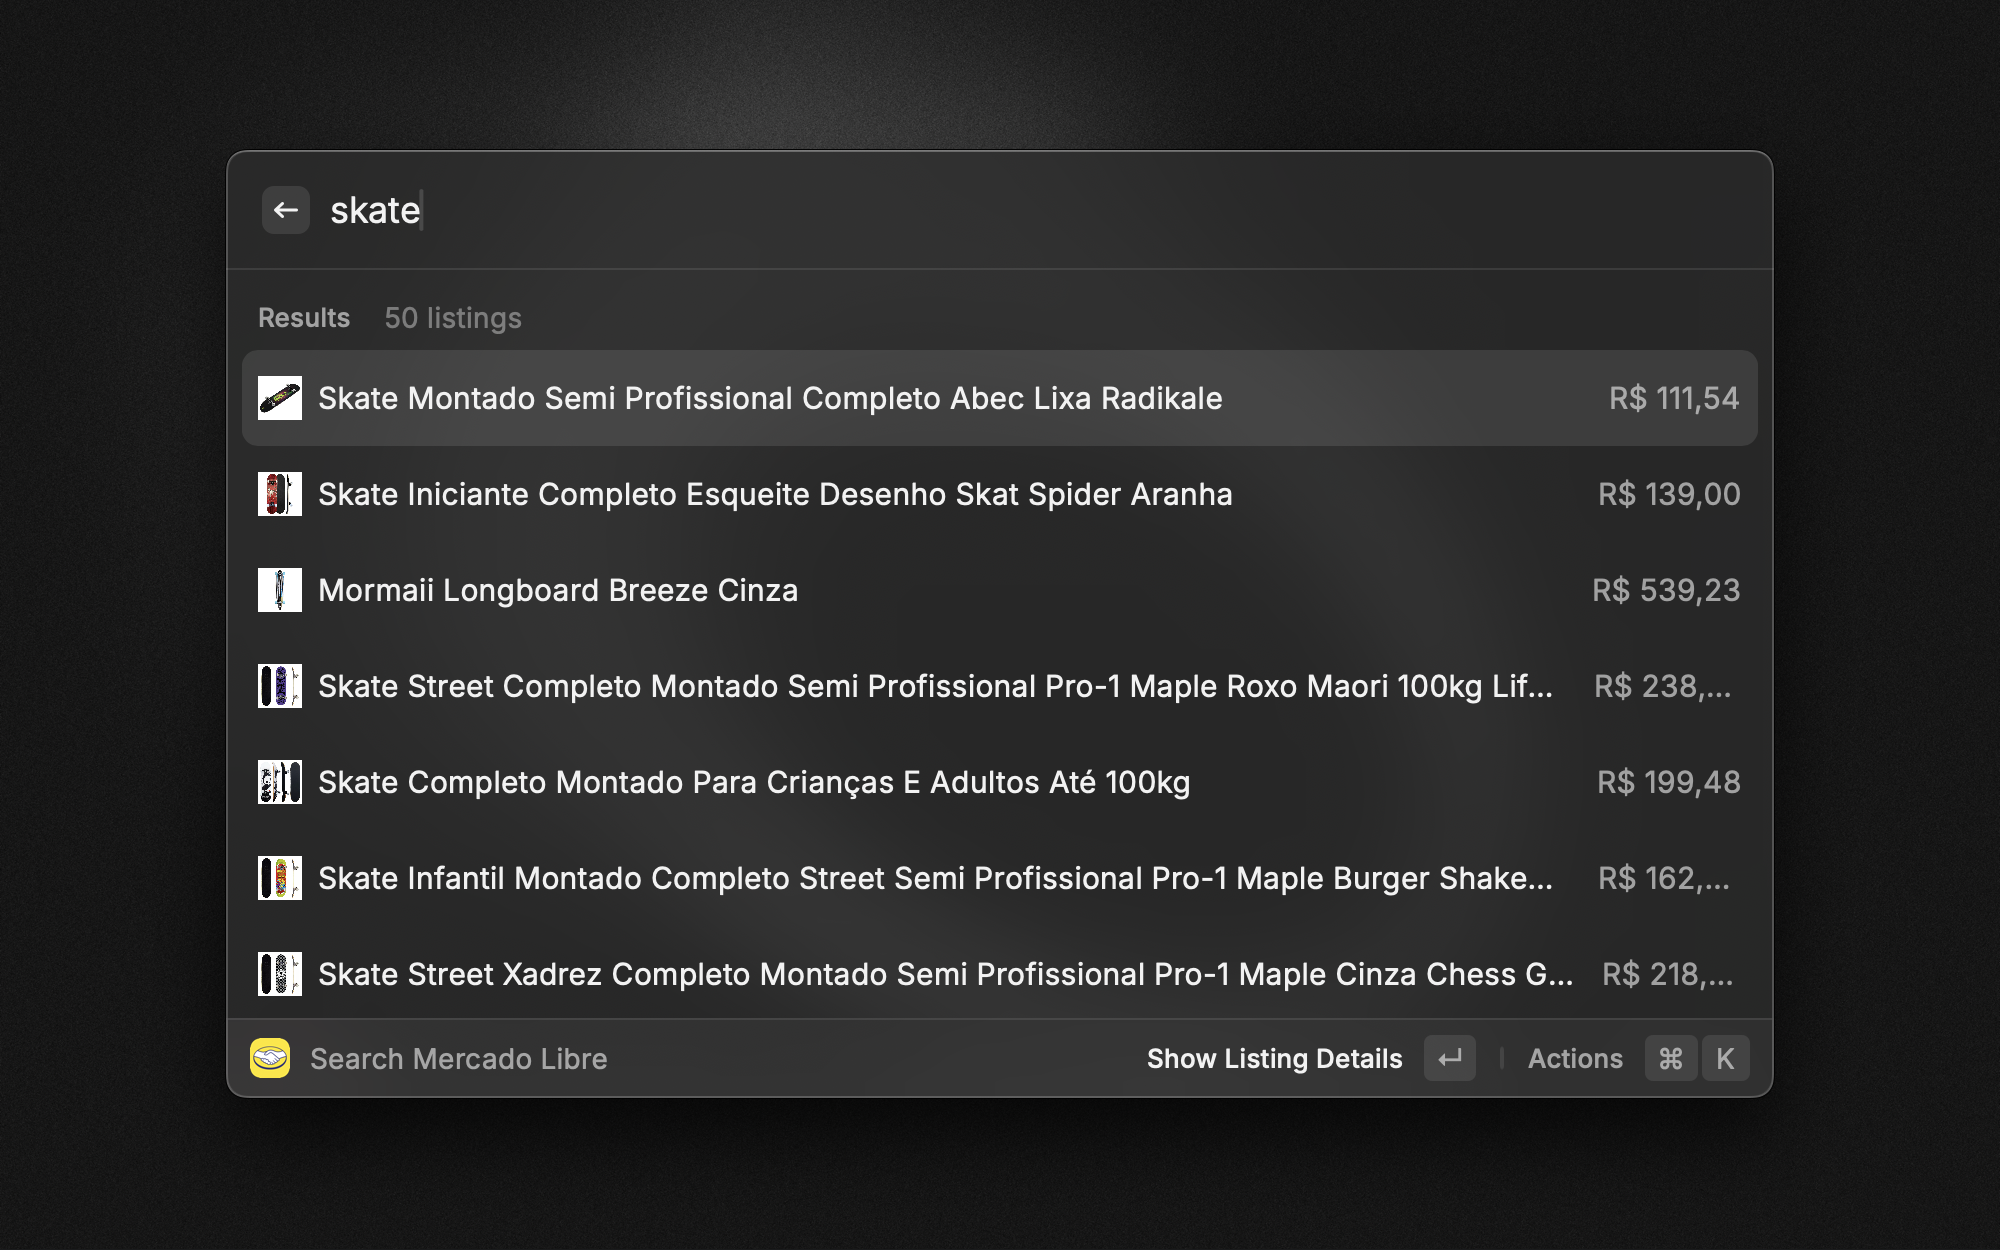 skate
Results 50 listings
Skate Montado Semi Profissional Completo Abec Lixa Radikale R$ 111,54
Skate Iniciante Completo Esqueite Desenho Skat Spider Aranha R$ 139,00
Mormaii Longboard Breeze Cinza R$ 539,23
Skate Street Completo Montado Semi Profissional Pro-1 Maple Roxo Maori 100kg Lif... R$ 238,...
Skate Completo Montado Para Crianças E Adultos Até 100kg R$ 199,48
Skate Infantil Montado Completo Street Semi Profissional Pro-1 Maple Burger Shake... R$ 162,...
Skate Street Xadrez Completo Montado Semi Profissional Pro-1 Maple Cinza Chess G... R$ 218,...
Search Mercado Libre Show Listing Details ↵ Actions ⌘ K